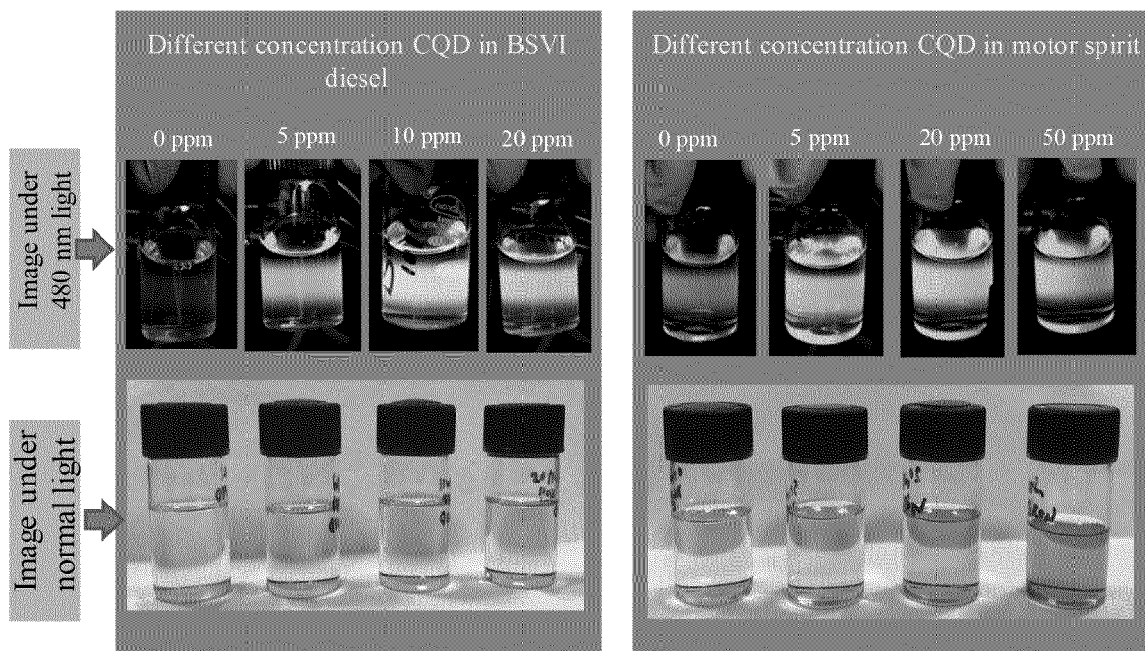 Different concentration CQD in BSVI
diesel
0 ppm
5 ppm
10 ppm
20 ppm
Different concentration CQD in motor spirit
0 ppm
5 ppm
20 ppm
50 ppm
Image under
480 nm light
Image under
normal light